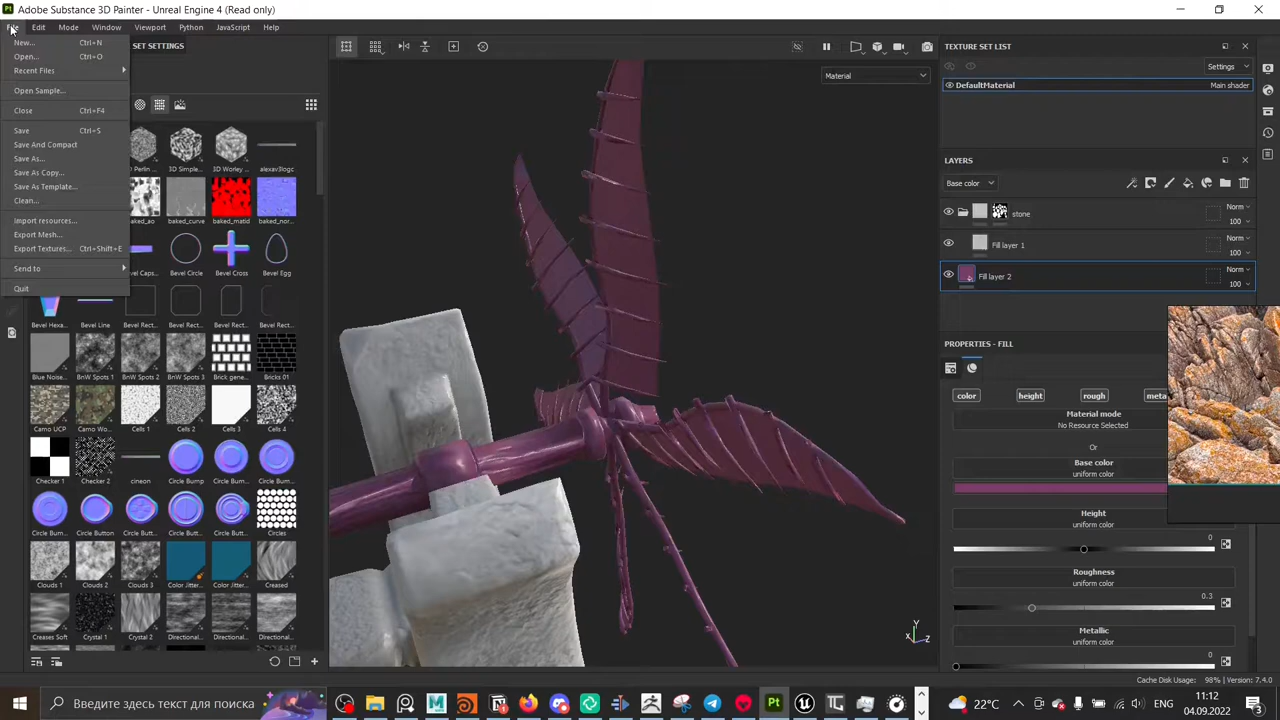 Adobe Substance 3D Painter - Unreal Engine 4 (Read only)
File Edit Mode Window Viewport Python JavaScript Help
New... Ctrl+N
Open... Ctrl+O
Recent Files
Open Sample...
Close Ctrl+F4
Save Ctrl+S
Save And Compact
Save As...
Save As Copy...
Save As Template...
Clean...
Import resources...
Export Mesh...
Export Textures... Ctrl+Shift+E
Send to
Quit
SET SETTINGS
3D Simple... 3D Worley ... alexav3logc
baked_ao baked_curve baked_matid baked_nor...
Bevel Caps... Bevel Circle Bevel Cross Bevel Egg
Bevel Hexa... Bevel Line Bevel Rect... Bevel Rect... Bevel Rect... Bevel Rect...
Blue Noise... BnW Spots 1 BnW Spots 2 BnW Spots 3 Brick gene... Bricks 01
Camo UCP Camo Wood... Cells 1 Cells 2 Cells 3 Cells 4
Checker 1 Checker 2 cineon Circle Bum... Circle Bum... Circle Bum...
Circle Bum... Circle Bump Circle Butt... Circle Butt... Circle Button Circles
Clouds 1 Clouds 2 Clouds 3 Color Jitter... Color Jitter... Creased
Creases Soft Crystal 1 Crystal 2 Directional... Directional... Directional...
Material
Y
X Z
TEXTURE SET LIST
Settings
DefaultMaterial Main shader
LAYERS
Base color
stone Norm
100
Fill layer 1 Norm
100
Fill layer 2 Norm
100
PROPERTIES - FILL
color height rough meta
Material mode
No Resource Selected
Or
Base color
uniform color
Height
uniform color
0
Roughness
uniform color
0.3
Metallic
uniform color
0
Cache Disk Usage: 98% | Version: 7.4.0
Введите здесь текст для поиска
22°C
ENG
11:12
04.09.2022
3